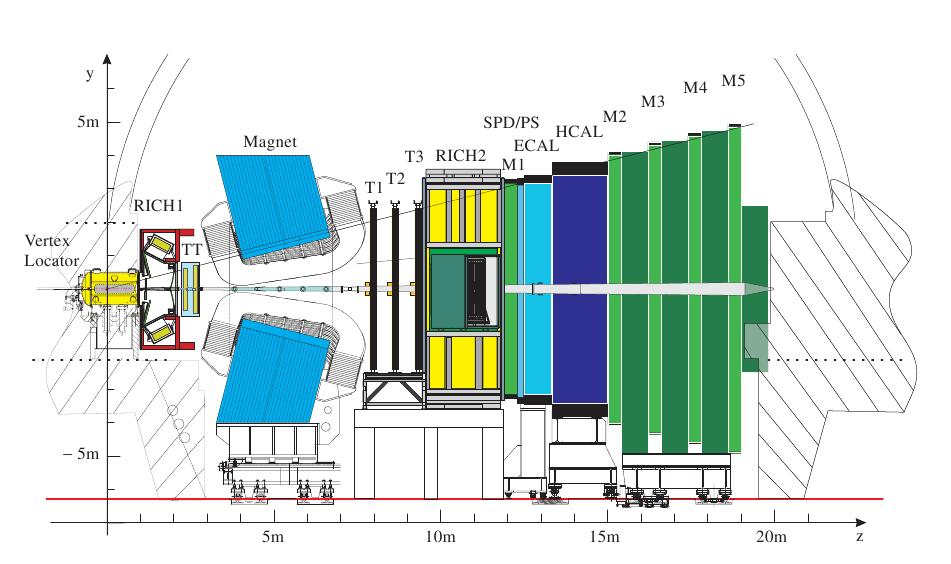 y
5m
Magnet
T1
T2
T3
RICH2
SPD/PS
M1
ECAL
HCAL
M2
M3
M4
M5
RICH1
Vertex
Locator
TT
– 5m
5m
10m
15m
20m
z